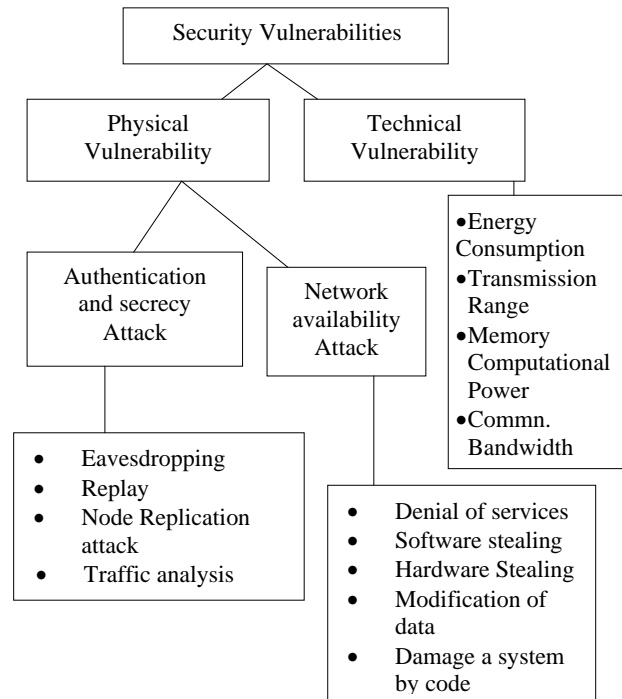 Security Vulnerabilities
Physical
Vulnerability
Technical
Vulnerability
Authentication
and secrecy
Attack
Network
availability
Attack
•Energy
Consumption
•Transmission
Range
•Memory
Computational
Power
•Commn.
Bandwidth
• Eavesdropping
• Replay
• Node Replication
attack
• Traffic analysis
• Denial of services
• Software stealing
• Hardware Stealing
• Modification of
data
• Damage a system
by code